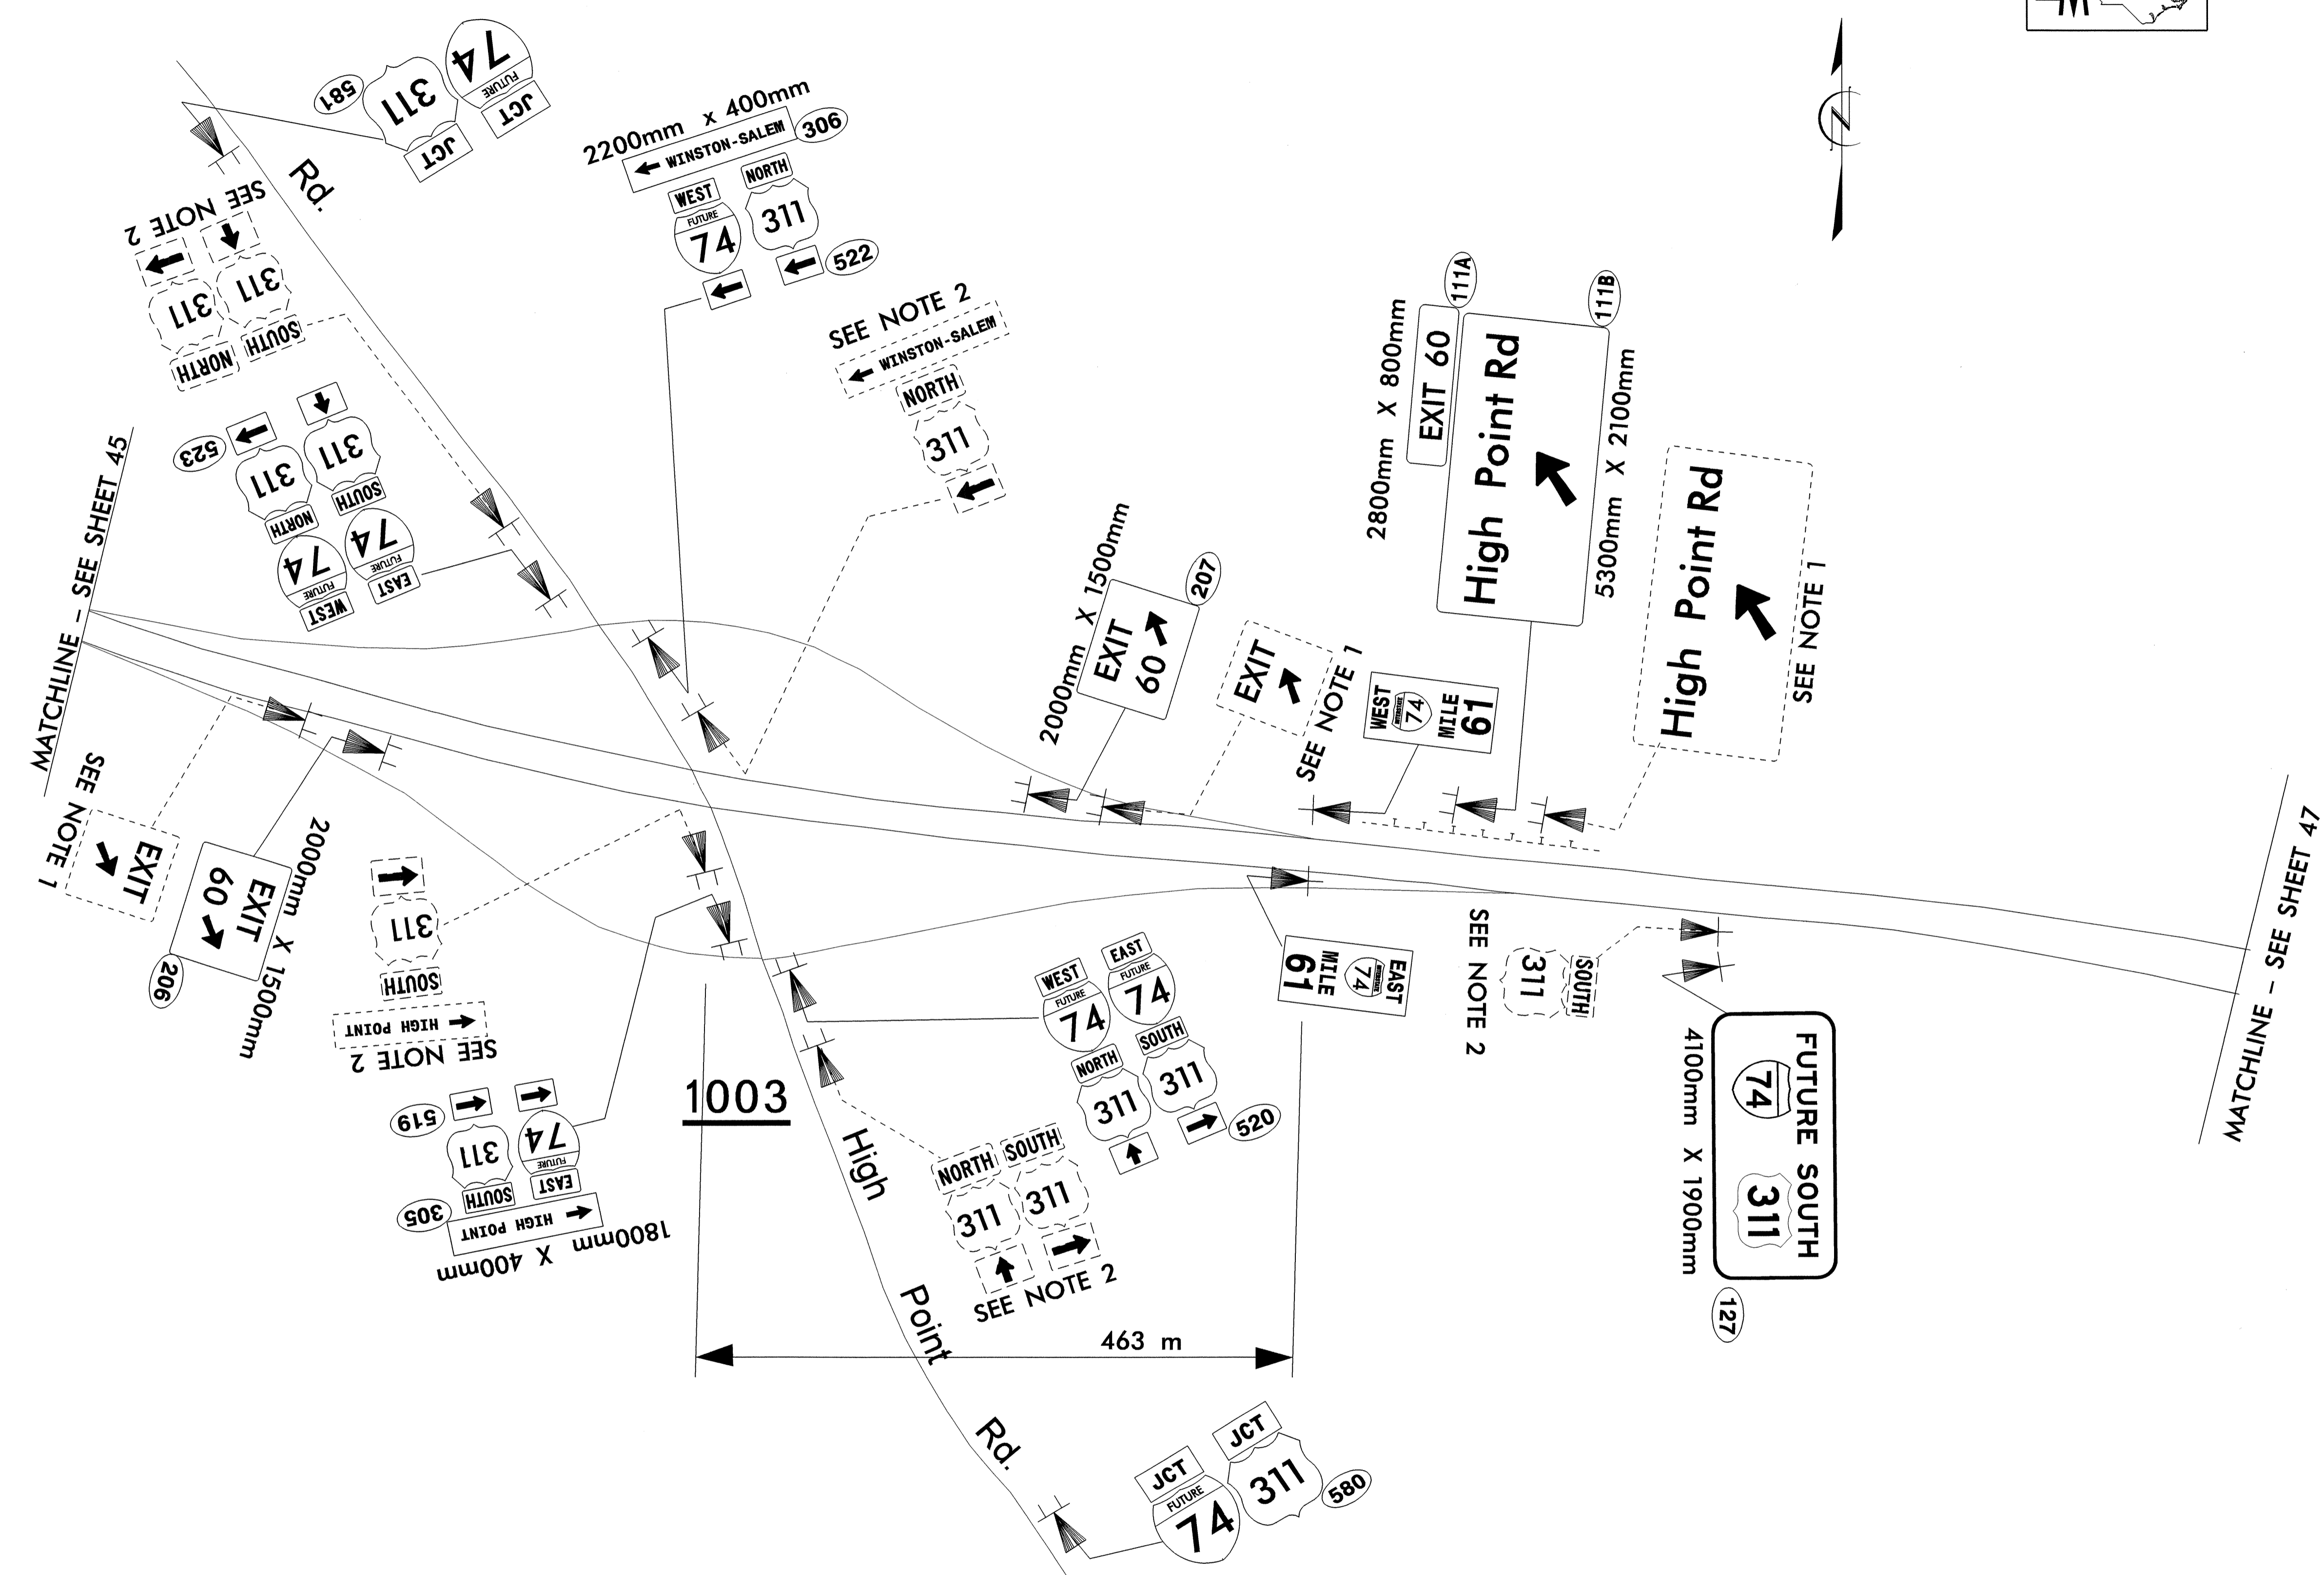 JCT
FUTURE
74
JCT
311
581
Rd.
2200mm x 400mm
← WINSTON-SALEM
306
WEST
FUTURE
74
NORTH
311
←
←
522
SEE NOTE 2
←
↓
311
311
NORTH
SOUTH
523
←
↓
311
311
NORTH
SOUTH
FUTURE
74
FUTURE
74
WEST
EAST
SEE NOTE 2
← WINSTON-SALEM
NORTH
311
←
MATCHLINE - SEE SHEET 45
2000mm X 1500mm
EXIT
60
207
EXIT
SEE NOTE 1
2800mm X 800mm
EXIT 60
111A
High Point Rd
111B
5300mm X 2100mm
High Point Rd
SEE NOTE 1
WEST
INTERSTATE
74
MILE
61
SEE NOTE 1
EXIT
EXIT
60
2000mm X 1500mm
206
→
311
SOUTH
← HIGH POINT
SEE NOTE 2
519
→
→
311
FUTURE
74
SOUTH
EAST
305
← HIGH POINT
1800mm X 400mm
1003
High
Point
Rd.
WEST
FUTURE
74
EAST
FUTURE
74
NORTH
311
SOUTH
311
↑
→
520
NORTH
311
SOUTH
311
↑
→
SEE NOTE 2
EAST
INTERSTATE
74
MILE
61
SEE NOTE 2
SOUTH
311
FUTURE SOUTH
74 311
4100mm X 1900mm
127
463 m
JCT
FUTURE
74
JCT
311
580
MATCHLINE - SEE SHEET 47